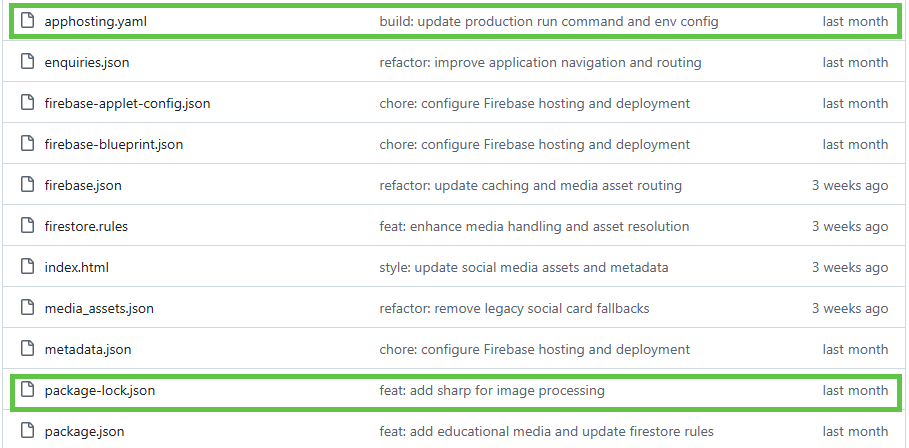 apphosting.yaml build: update production run command and env config last month
enquiries.json refactor: improve application navigation and routing last month
firebase-applet-config.json chore: configure Firebase hosting and deployment last month
firebase-blueprint.json chore: configure Firebase hosting and deployment last month
firebase.json refactor: update caching and media asset routing 3 weeks ago
firestore.rules feat: enhance media handling and asset resolution 3 weeks ago
index.html style: update social media assets and metadata 3 weeks ago
media_assets.json refactor: remove legacy social card fallbacks 3 weeks ago
metadata.json chore: configure Firebase hosting and deployment last month
package-lock.json feat: add sharp for image processing last month
package.json feat: add educational media and update firestore rules last month